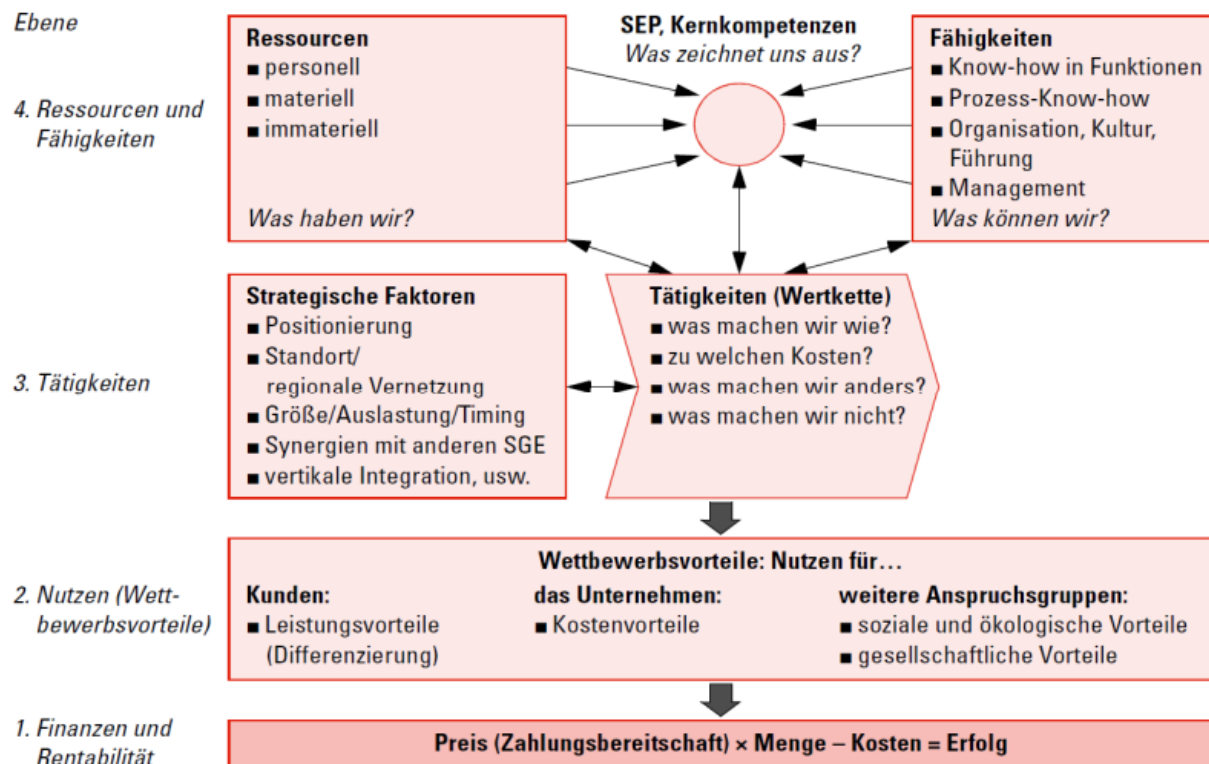 Ebene
4. Ressourcen und
Fähigkeiten
Ressourcen
■ personell
■ materiell
■ immateriell
Was haben wir?
SEP, Kernkompetenzen
Was zeichnet uns aus?
Fähigkeiten
■ Know-how in Funktionen
■ Prozess-Know-how
■ Organisation, Kultur,
Führung
■ Management
Was können wir?
3. Tätigkeiten
Strategische Faktoren
■ Positionierung
■ Standort/
regionale Vernetzung
■ Größe/Auslastung/Timing
■ Synergien mit anderen SGE
■ vertikale Integration, usw.
Tätigkeiten (Wertkette)
■ was machen wir wie?
■ zu welchen Kosten?
■ was machen wir anders?
■ was machen wir nicht?
2. Nutzen (Wett-
bewerbsvorteile)
Wettbewerbsvorteile: Nutzen für…
Kunden:
■ Leistungsvorteile
(Differenzierung)
das Unternehmen:
■ Kostenvorteile
weitere Anspruchsgruppen:
■ soziale und ökologische Vorteile
■ gesellschaftliche Vorteile
1. Finanzen und
Rentabilität
Preis (Zahlungsbereitschaft) × Menge – Kosten = Erfolg